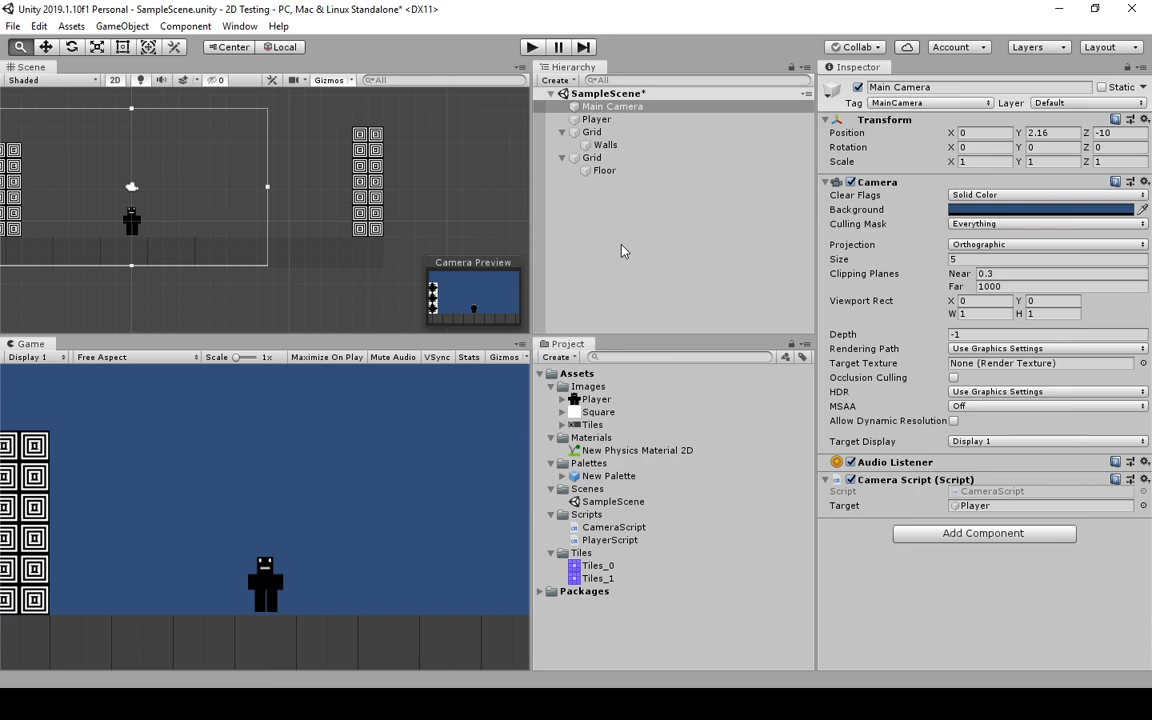 Unity 2019.1.10f1 Personal - SampleScene.unity - 2D Testing - PC, Mac & Linux Standalone* <DX11>
File Edit Assets GameObject Component Window Help
Center Local Collab Account Layers Layout
Scene
Shaded 2D 0 Gizmos All
Game
Display 1 Free Aspect Scale 1x Maximize On Play Mute Audio VSync Stats Gizmos
Camera Preview
Hierarchy
Create All
SampleScene*
Main Camera
Player
Grid
Walls
Grid
Floor
Project
Create
Assets
Images
Player
Square
Tiles
Materials
New Physics Material 2D
Palettes
New Palette
Scenes
SampleScene
Scripts
CameraScript
PlayerScript
Tiles
Tiles_0
Tiles_1
Packages
Inspector
Main Camera Static
Tag MainCamera Layer Default
Transform
Position X 0 Y 2.16 Z -10
Rotation X 0 Y 0 Z 0
Scale X 1 Y 1 Z 1
Camera
Clear Flags Solid Color
Background
Culling Mask Everything
Projection Orthographic
Size 5
Clipping Planes Near 0.3
Far 1000
Viewport Rect X 0 Y 0
W 1 H 1
Depth -1
Rendering Path Use Graphics Settings
Target Texture None (Render Texture)
Occlusion Culling
HDR Use Graphics Settings
MSAA Off
Allow Dynamic Resolution
Target Display Display 1
Audio Listener
Camera Script (Script)
Script CameraScript
Target Player
Add Component